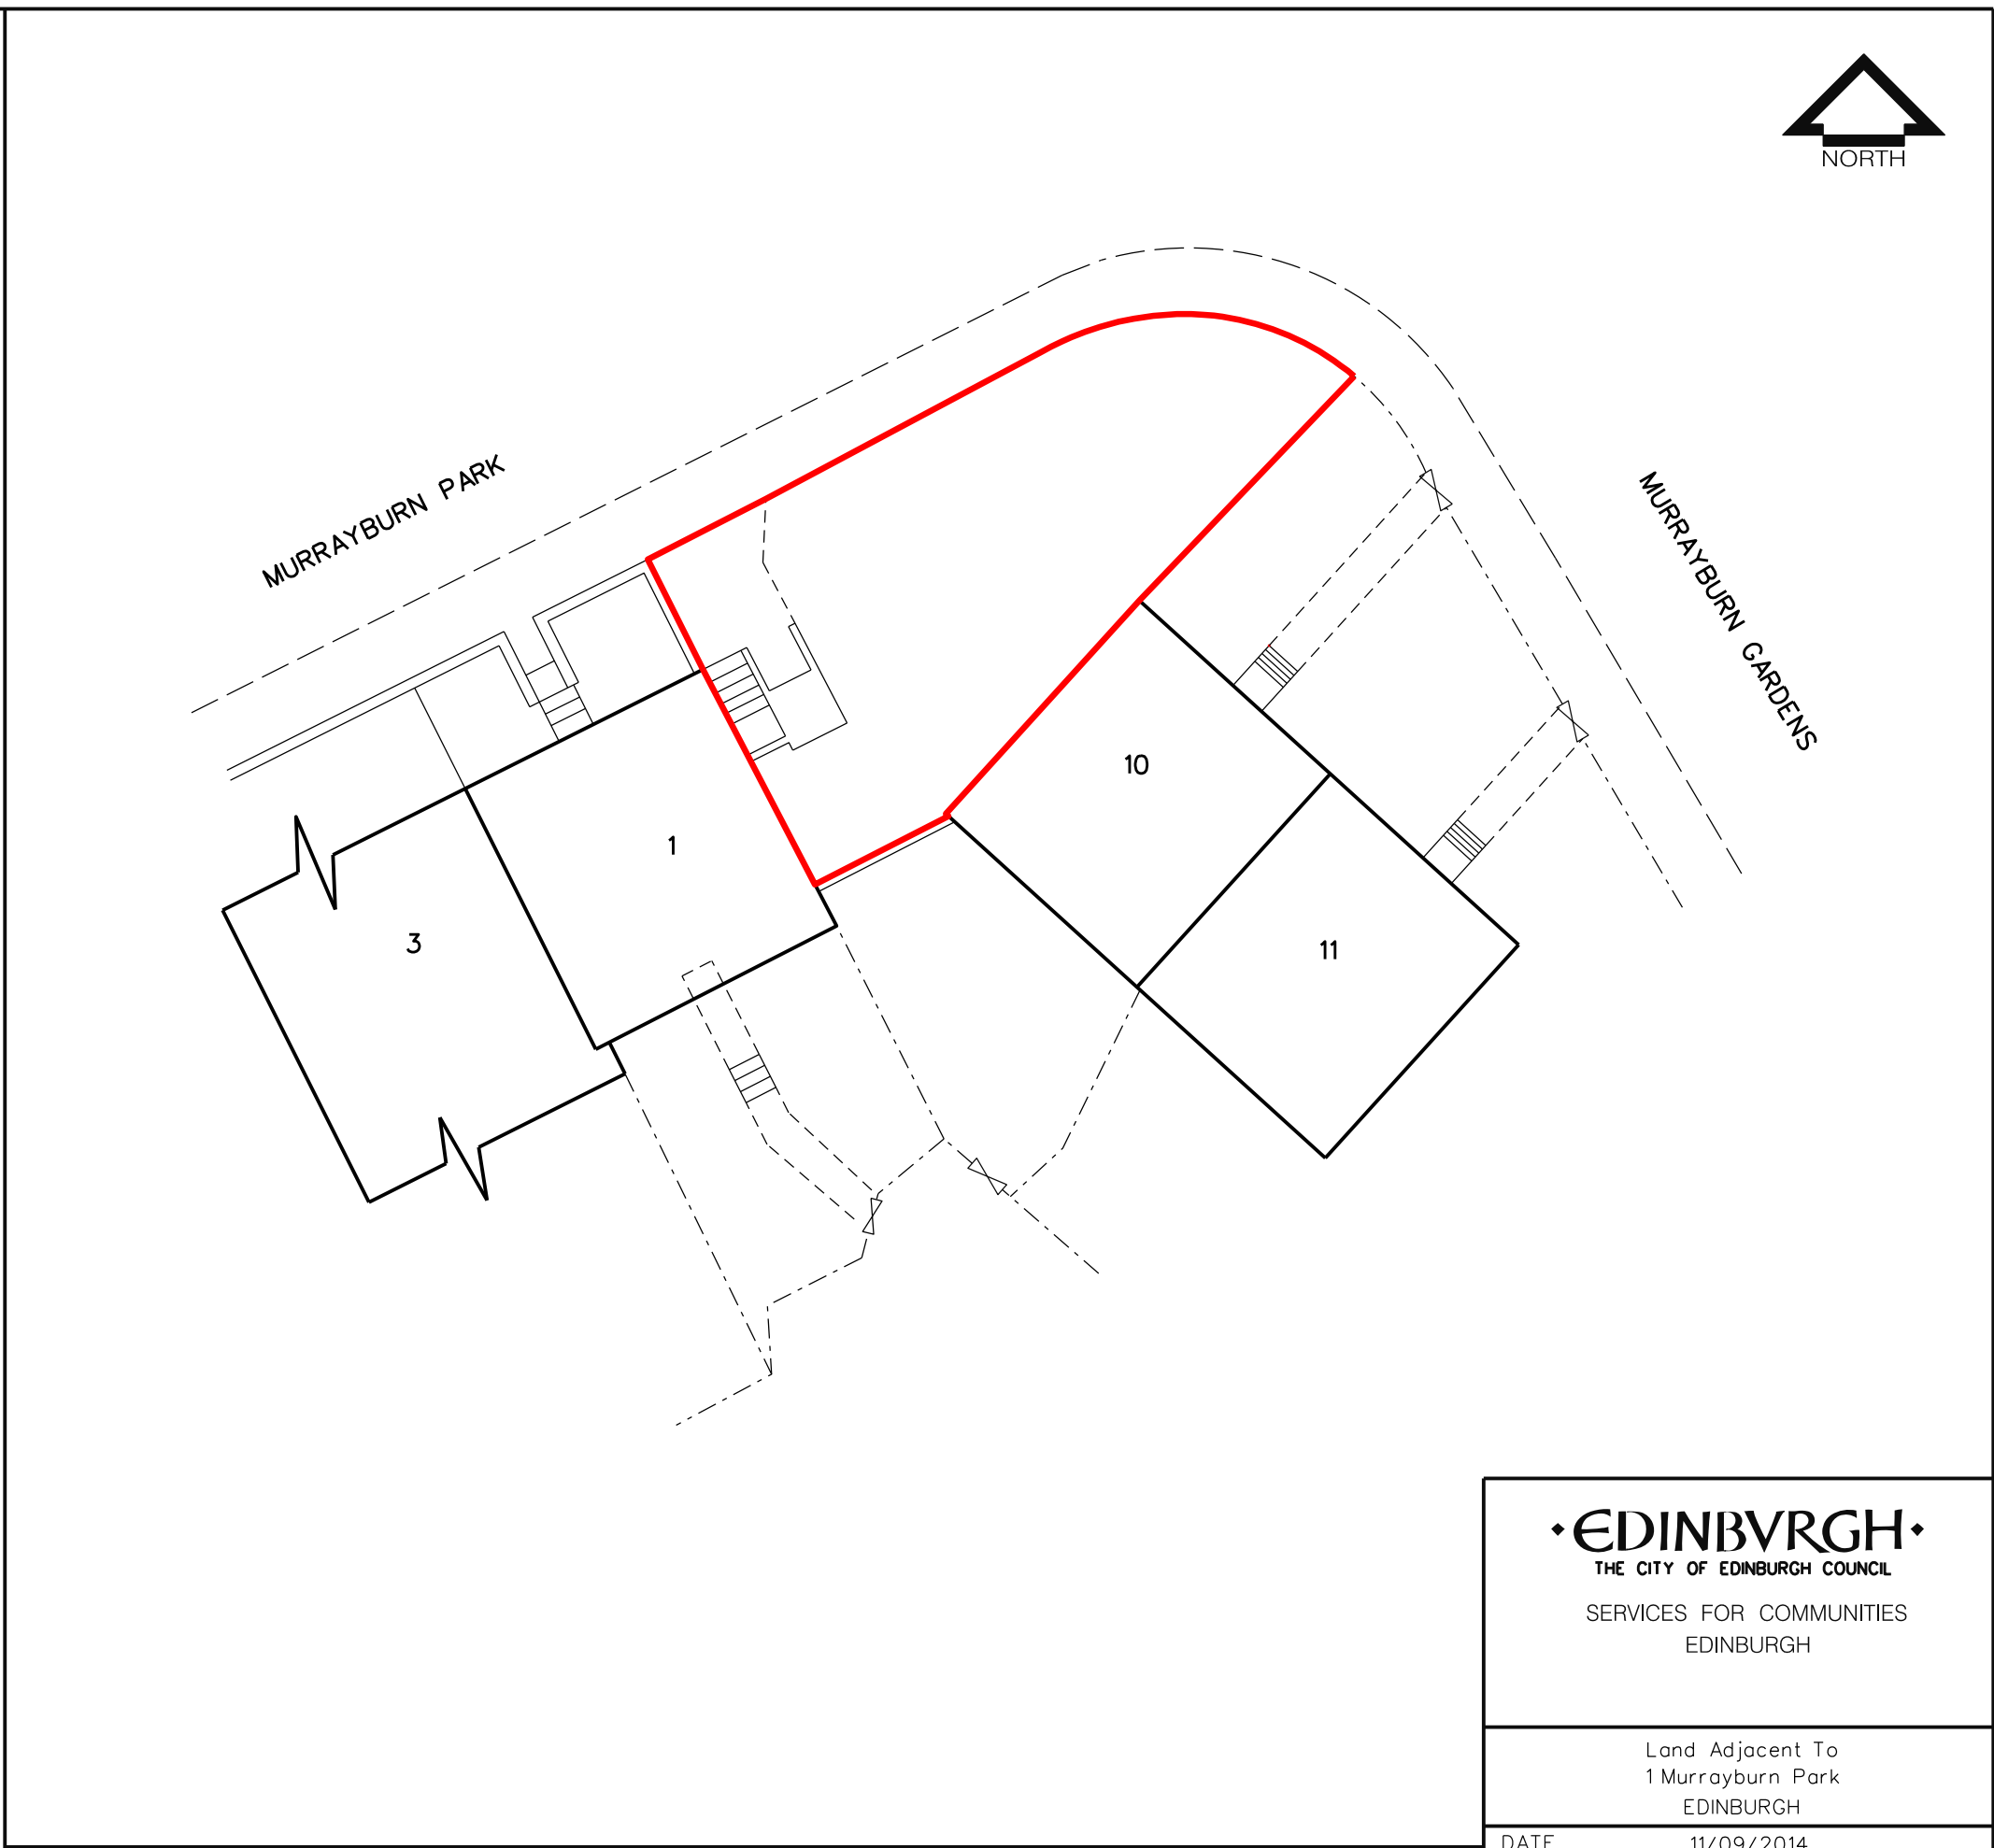 NORTH
MURRAYBURN PARK
MURRAYBURN GARDENS
10
1
3
11
·EDINBVRGH·
THE CITY OF EDINBURGH COUNCIL
SERVICES FOR COMMUNITIES
EDINBURGH
Land Adjacent To
1 Murrayburn Park
EDINBURGH
DATE 11/09/2014